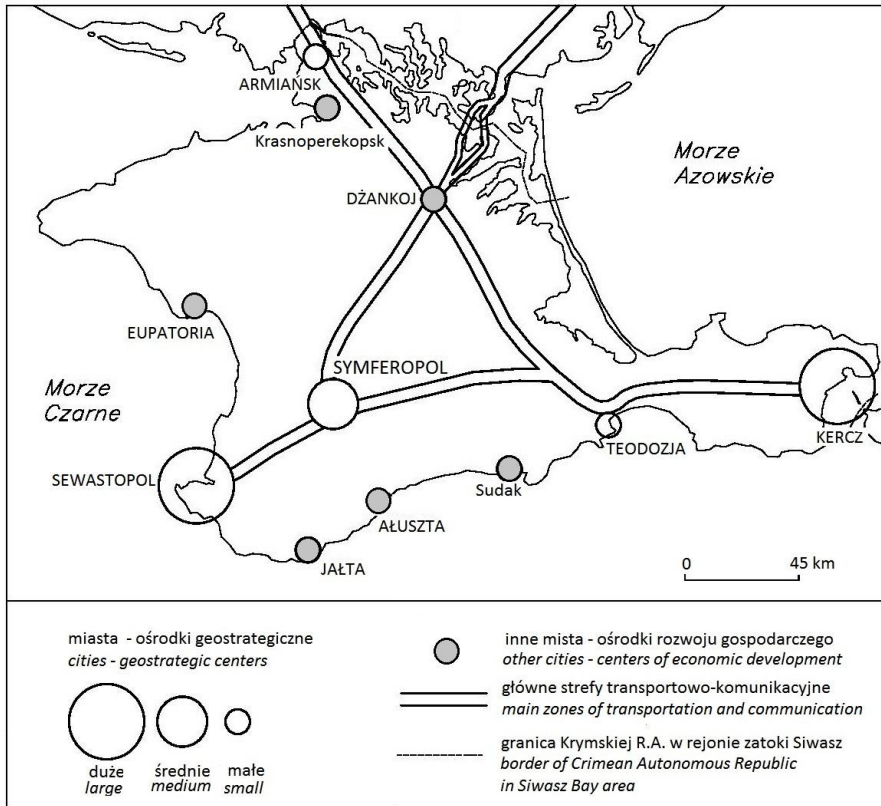 ARMIAŃSK
Krasnoperekopsk
Morze
Azowskie
DŻANKOJ
EUPATORIA
SYMFEROPOL
Morze
Czarne
KERCZ
TEODOZJA
SEWASTOPOL
Sudak
AŁUSZTA
JAŁTA
0 45 km
miasta - ośrodki geostrategiczne
cities - geostrategic centers
duże
large
średnie
medium
małe
small
inne mista - ośrodki rozwoju gospodarczego
other cities - centers of economic development
główne strefy transportowo-komunikacyjne
main zones of transportation and communication
granica Krymskiej R.A. w rejonie zatoki Siwasz
border of Crimean Autonomous Republic
in Siwasz Bay area